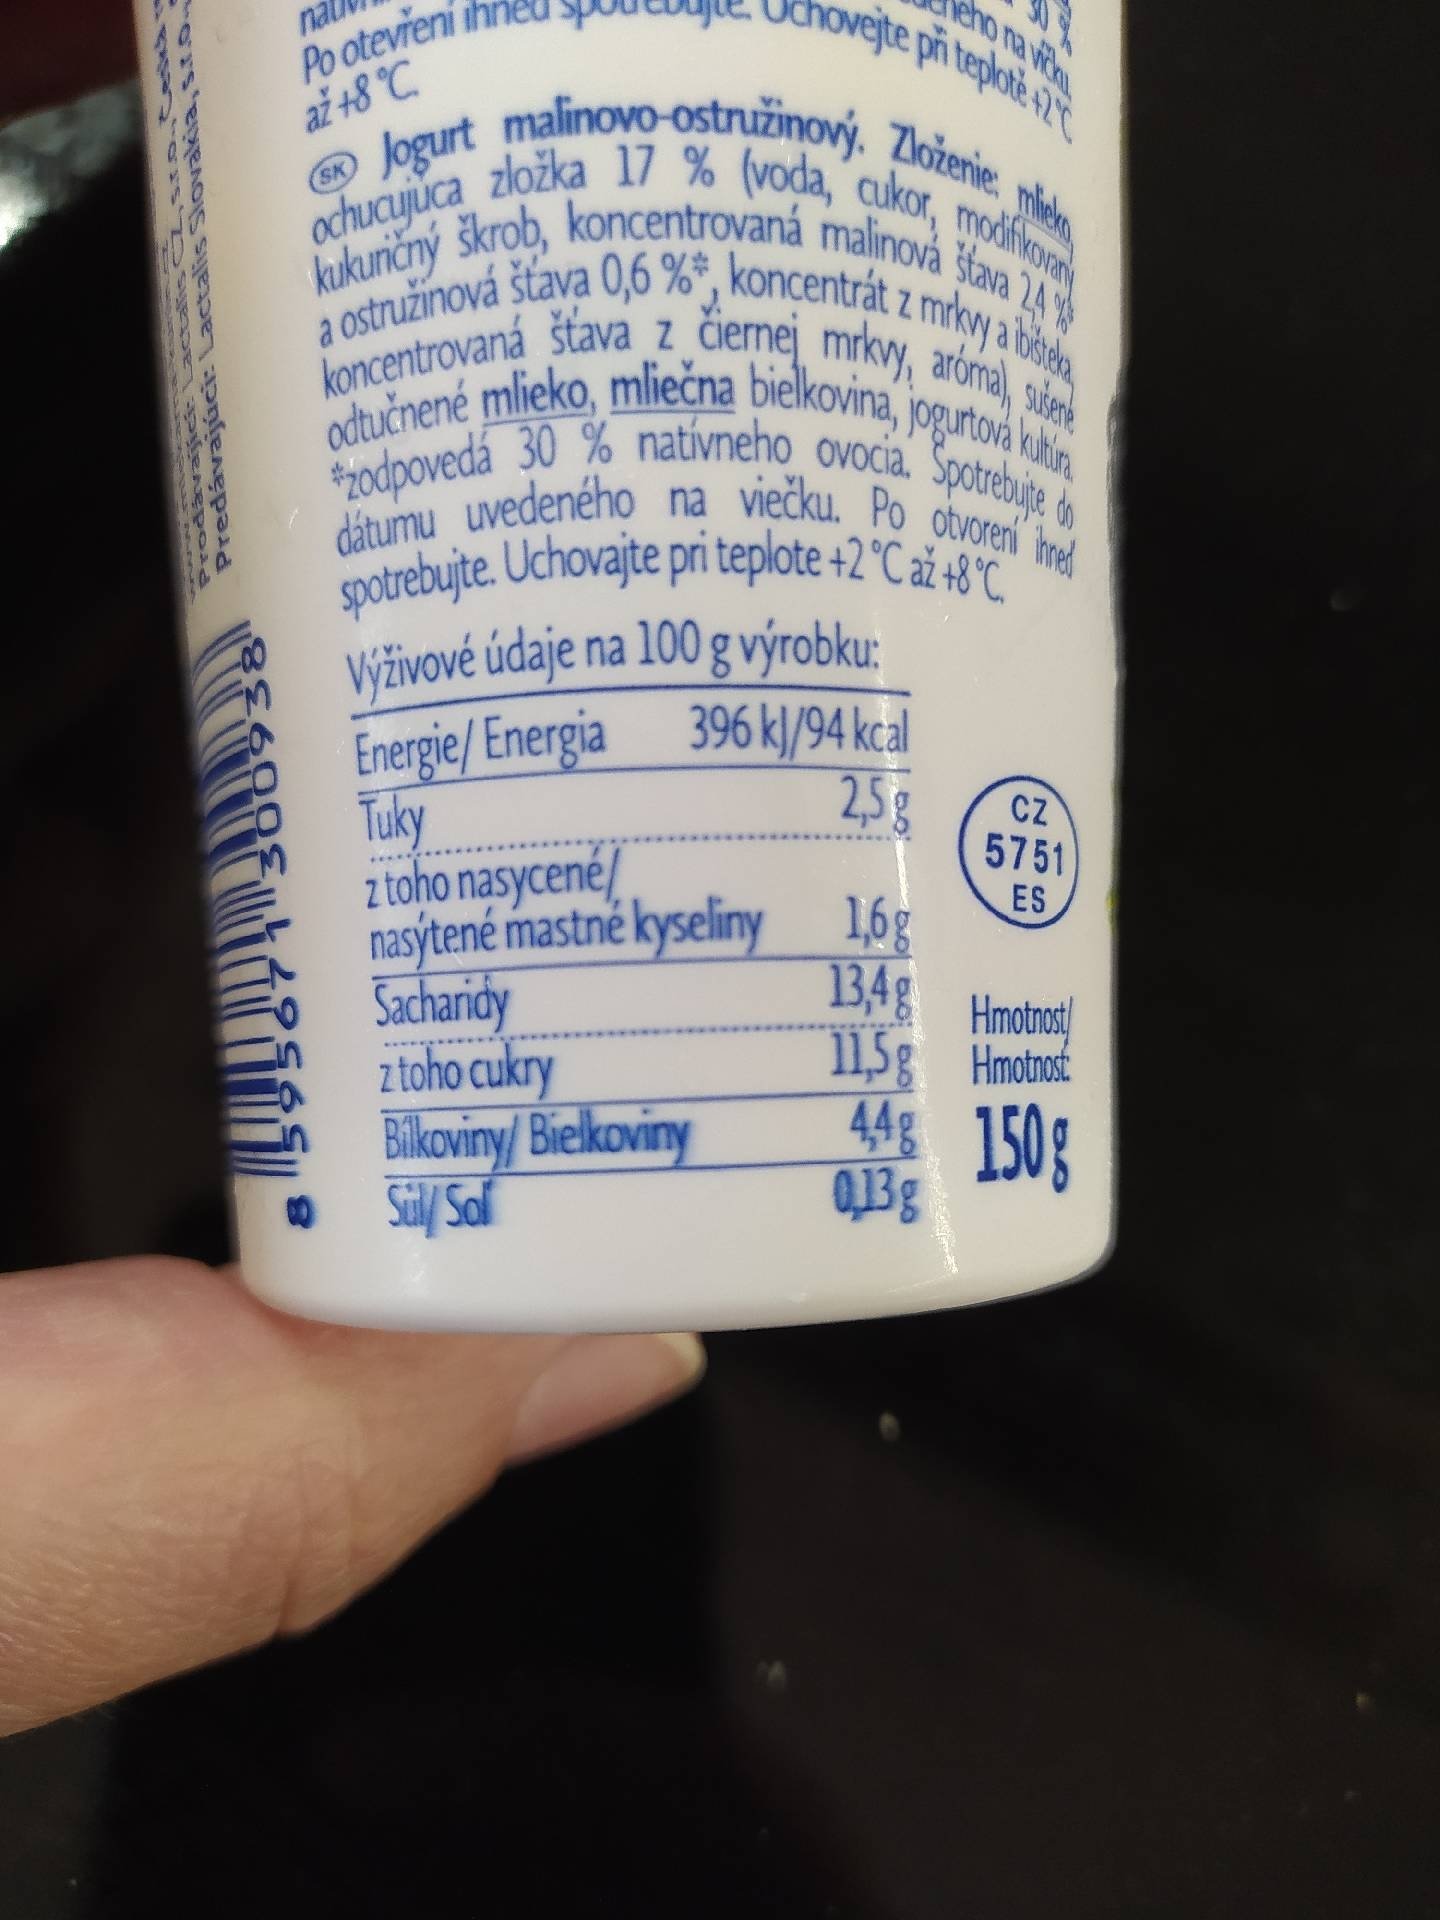 Po otevření ihned spotřebujte. Uchovejte při teplotě +2 °C
až +8 °C.
SK Jogurt malinovo-ostružinový. Zloženie: mlieko,
ochucujúca zložka 17 % (voda, cukor, modifikovaný
kukuričný škrob, koncentrovaná malinová šťava 2,4 %*
a ostružinová šťava 0,6 %*, koncentrát z mrkvy a ibišteka,
koncentrovaná šťava z čiernej mrkvy, aróma), sušené
odtučnené mlieko, mliečna bielkovina, jogurtová kultúra.
*zodpovedá 30 % natívneho ovocia. Spotrebujte do
dátumu uvedeného na viečku. Po otvorení ihneď
spotrebujte. Uchovajte pri teplote +2 °C až +8 °C.
Výživové údaje na 100 g výrobku:
Energie/ Energia 396 kJ/94 kcal
Tuky 2,5 g
z toho nasycené/
nasýtené mastné kyseliny 1,6 g
Sacharidy 13,4 g
z toho cukry 11,5 g
Bílkoviny/ Bielkoviny 4,4 g
Sůl/ Soľ 0,13 g
CZ
5751
ES
Hmotnost/
Hmotnosť:
150 g
Prodávající: Lactalis CZ, s.r.o.,
Predávajúci: Lactalis Slovakia, s.r.o.
8 595671 300938